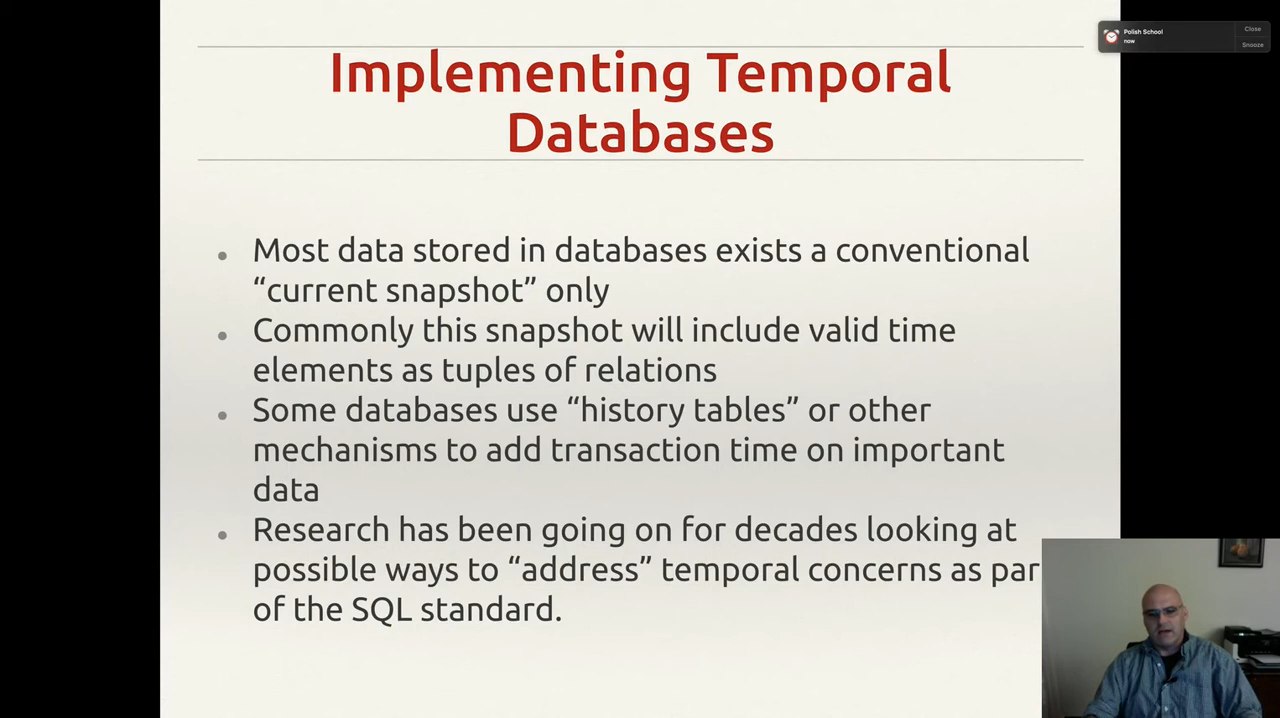 Implementing Temporal
Databases
Polish School
now
Close
Snooze
Most data stored in databases exists a conventional
“current snapshot” only
Commonly this snapshot will include valid time
elements as tuples of relations
Some databases use “history tables” or other
mechanisms to add transaction time on important
data
Research has been going on for decades looking at
possible ways to “address” temporal concerns as par
of the SQL standard.